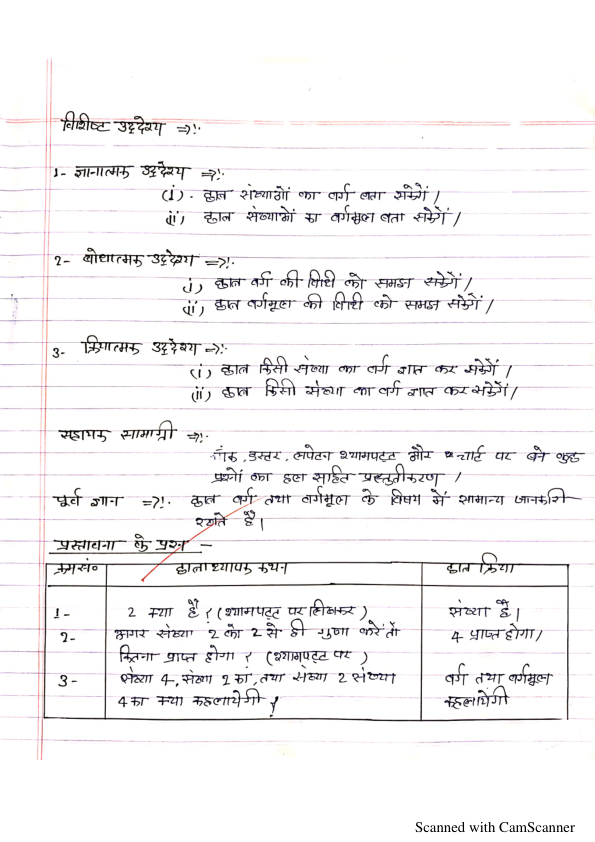 विशिष्ट उद्देश्य ⇒!.
1- ज्ञानात्मक उद्देश्य ⇒!.
(i). छात्र संख्याओं का वर्ग बता सकेगें /
(ii) छात्र संख्याओं का वर्गमूल बता सकेगें /
2- बोधात्मक उद्देश्य ⇒!.
(i) छात्र वर्ग की विधि को समझ सकेगें /
(ii) छात्र वर्गमूल की विधि को समझ सकेगें /
3- क्रियात्मक उद्देश्य ⇒!.
(i) छात्र किसी संख्या का वर्ग ज्ञात कर सकेगें /
(ii) छात्र किसी संख्या का वर्ग ज्ञात कर सकेगें /
सहायक सामाग्री ⇒!.
चॉक, डस्टर, लपेटन श्यामपट्ट और चार्ट पर बने कुछ
प्रश्नों का हल साहित प्रस्तुतीकरण /
पूर्व ज्ञान ⇒!. छात्र वर्ग तथा वर्गमूल के विषय में सामान्य जानकारी
रखते हैं।
प्रस्तावना के प्रश्न -
क्रम सं० छात्राध्यापक कथन छात्र क्रिया
1- 2 क्या है ? (श्यामपट्ट पर लिखकर) संख्या है।
2- अगर संख्या 2 को 2 से ही गुणा करें तो 4 प्राप्त होगा /
कितना प्राप्त होगा ? (श्यामपट्ट पर)
3- संख्या 4, संख्या 2 का, तथा संख्या 2 संख्या वर्ग तथा वर्गमूल
4 का क्या कहलायेगी ? कहलायेंगी
Scanned with CamScanner